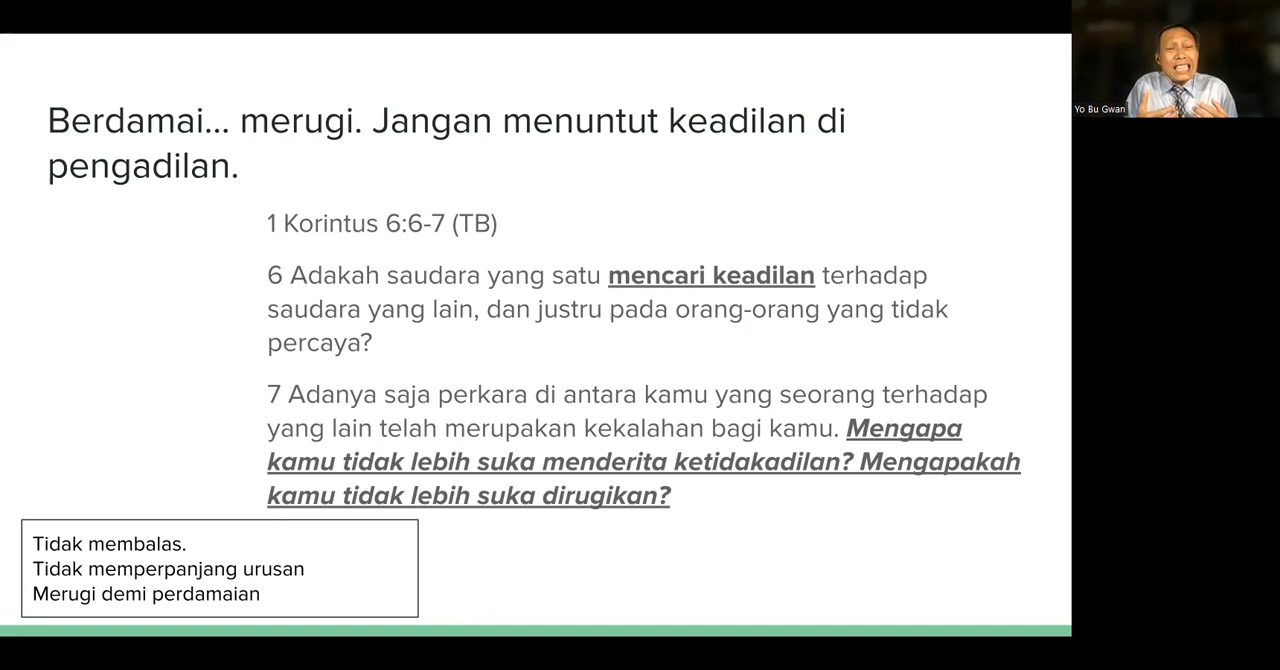 Berdamai... merugi. Jangan menuntut keadilan di
pengadilan.
1 Korintus 6:6-7 (TB)
6 Adakah saudara yang satu mencari keadilan terhadap
saudara yang lain, dan justru pada orang-orang yang tidak
percaya?
7 Adanya saja perkara di antara kamu yang seorang terhadap
yang lain telah merupakan kekalahan bagi kamu. Mengapa
kamu tidak lebih suka menderita ketidakadilan? Mengapakah
kamu tidak lebih suka dirugikan?
Tidak membalas.
Tidak memperpanjang urusan
Merugi demi perdamaian
Yo Bu Gwan